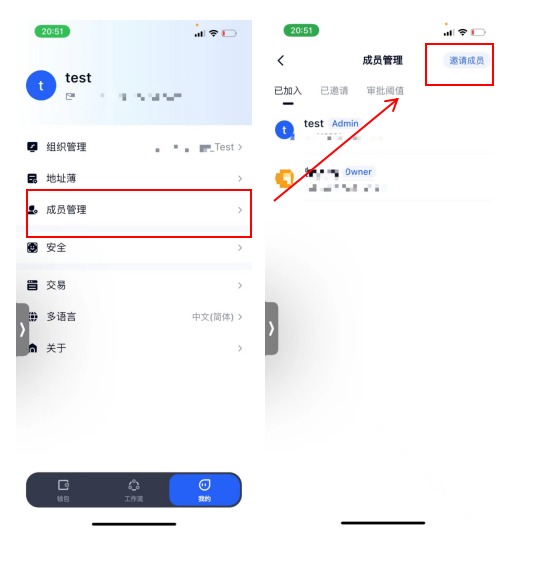 20:51
t
test
组织管理
_Test
地址薄
成员管理
安全
交易
多语言
中文(简体)
关于
钱包
工作流
我的
20:51
成员管理
邀请成员
已加入
已邀请
审批阈值
t
test
Admin
Owner